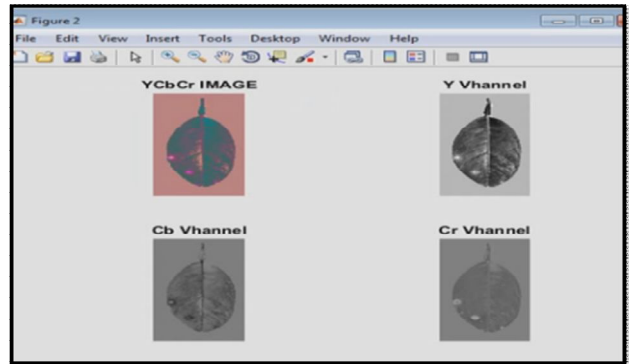 Figure 2
File Edit View Insert Tools Desktop Window Help
YCbCr IMAGE
Y Vhannel
Cb Vhannel
Cr Vhannel